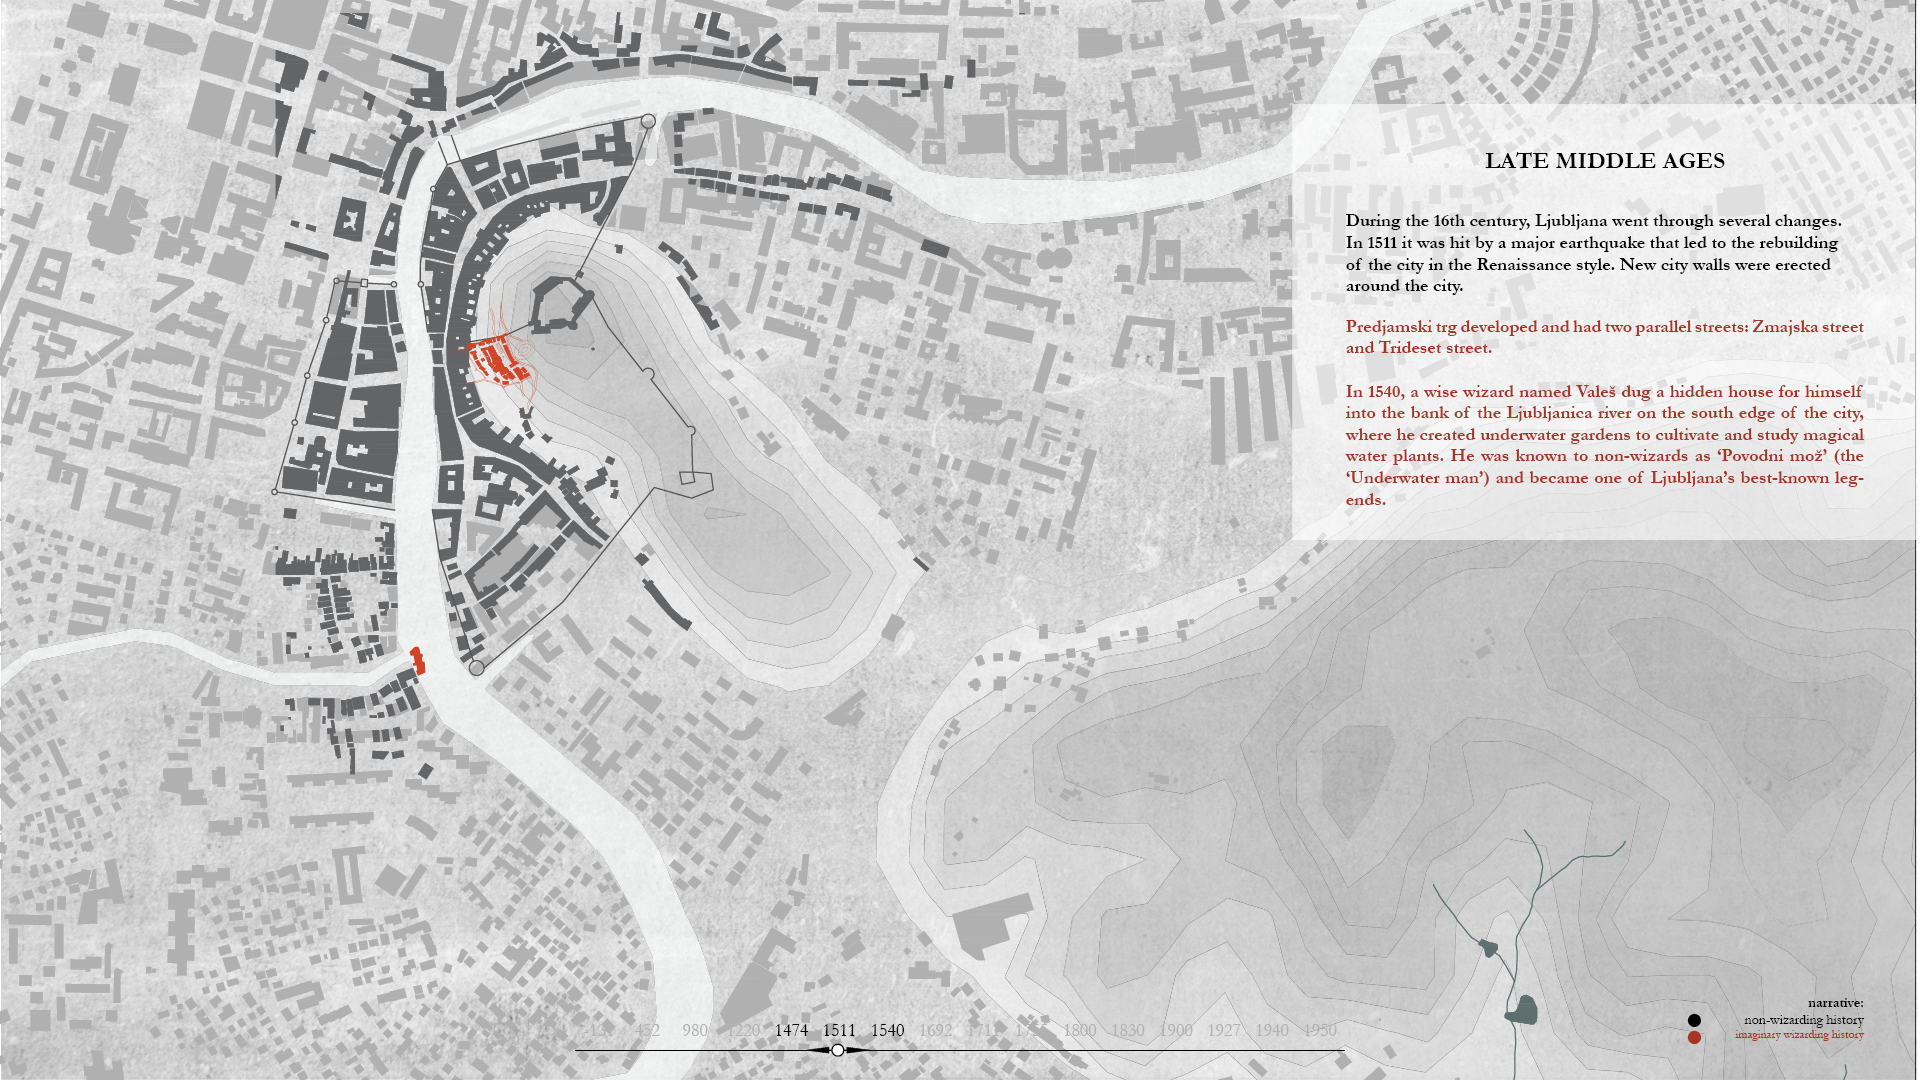 LATE MIDDLE AGES
During the 16th century, Ljubljana went through several changes.
In 1511 it was hit by a major earthquake that led to the rebuilding
of the city in the Renaissance style. New city walls were erected
around the city.
Predjamski trg developed and had two parallel streets: Zmajska street
and Trideset street.
In 1540, a wise wizard named Valeš dug a hidden house for himself
into the bank of the Ljubljanica river on the south edge of the city,
where he created underwater gardens to cultivate and study magical
water plants. He was known to non-wizards as ‘Povodni mož’ (the
‘Underwater man’) and became one of Ljubljana’s best-known leg-
ends.
narrative:
non-wizarding history
imaginary wizarding history
452 980 1220 1474 1511 1540 1692 1800 1830 1900 1927 1940 1950